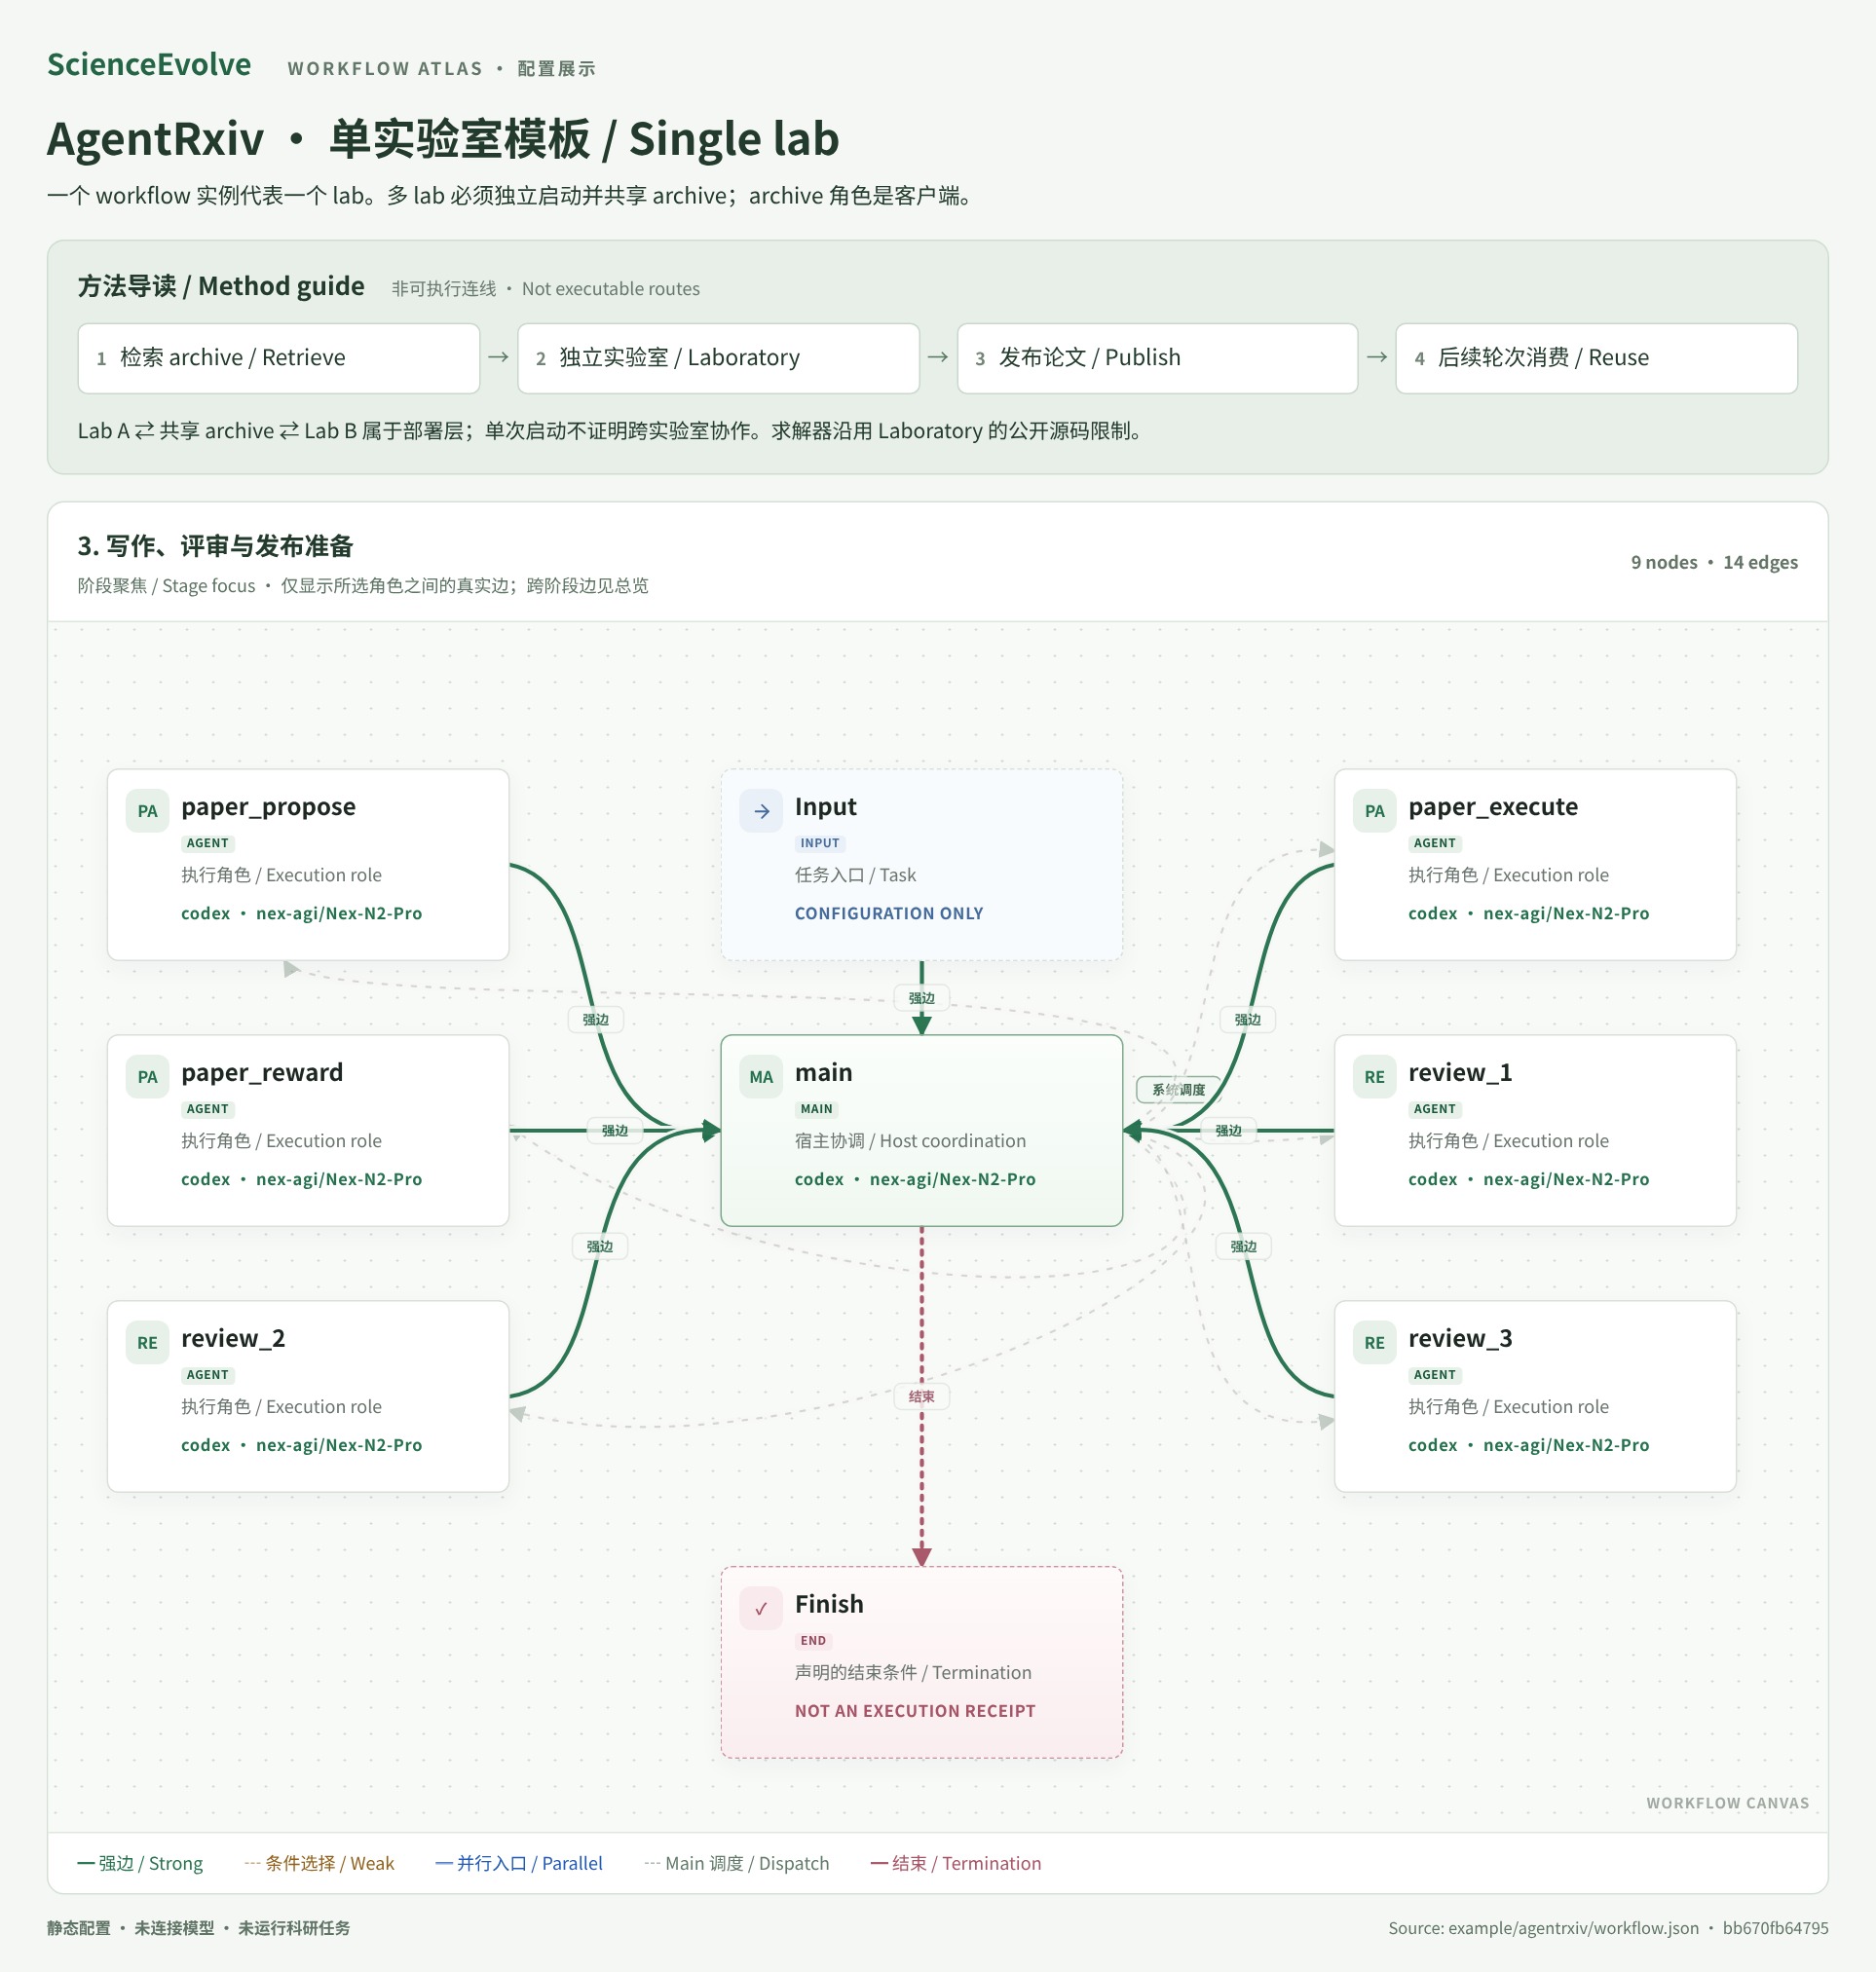 ScienceEvolve WORKFLOW ATLAS • 配置展示
AgentRxiv • 单实验室模板 / Single lab
一个 workflow 实例代表一个 lab。多 lab 必须独立启动并共享 archive；archive 角色是客户端。
方法导读 / Method guide 非可执行连线 • Not executable routes
1 检索 archive / Retrieve → 2 独立实验室 / Laboratory → 3 发布论文 / Publish → 4 后续轮次消费 / Reuse
Lab A ⇄ 共享 archive ⇄ Lab B 属于部署层；单次启动不证明跨实验室协作。求解器沿用 Laboratory 的公开源码限制。
3. 写作、评审与发布准备
阶段聚焦 / Stage focus • 仅显示所选角色之间的真实边；跨阶段边见总览
9 nodes • 14 edges
PA paper_propose
AGENT
执行角色 / Execution role
codex • nex-agi/Nex-N2-Pro
→ Input
INPUT
任务入口 / Task
CONFIGURATION ONLY
PA paper_execute
AGENT
执行角色 / Execution role
codex • nex-agi/Nex-N2-Pro
强边
强边
强边
PA paper_reward
AGENT
执行角色 / Execution role
codex • nex-agi/Nex-N2-Pro
强边
MA main
MAIN
宿主协调 / Host coordination
codex • nex-agi/Nex-N2-Pro
系统调度
强边
RE review_1
AGENT
执行角色 / Execution role
codex • nex-agi/Nex-N2-Pro
强边
强边
RE review_2
AGENT
执行角色 / Execution role
codex • nex-agi/Nex-N2-Pro
结束
RE review_3
AGENT
执行角色 / Execution role
codex • nex-agi/Nex-N2-Pro
✓ Finish
END
声明的结束条件 / Termination
NOT AN EXECUTION RECEIPT
WORKFLOW CANVAS
强边 / Strong 条件选择 / Weak 并行入口 / Parallel Main 调度 / Dispatch 结束 / Termination
静态配置 • 未连接模型 • 未运行科研任务
Source: example/agentrxiv/workflow.json • bb670fb64795